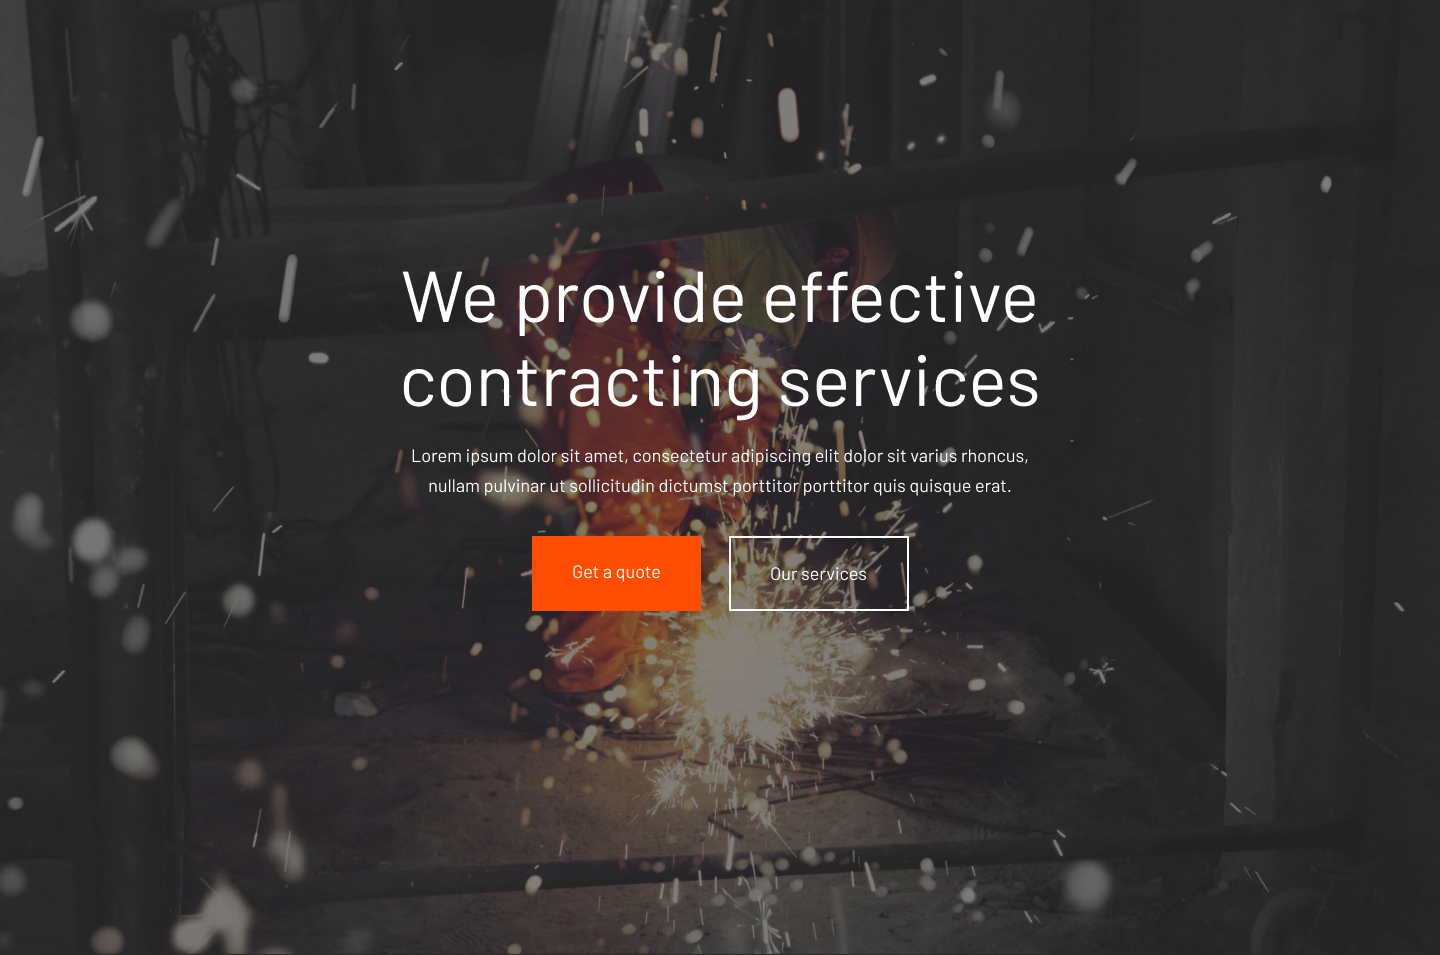 We provide effective
contracting services
Lorem ipsum dolor sit amet, consectetur adipiscing elit dolor sit varius rhoncus,
nullam pulvinar ut sollicitudin dictumst porttitor porttitor quis quisque erat.
Get a quote
Our services